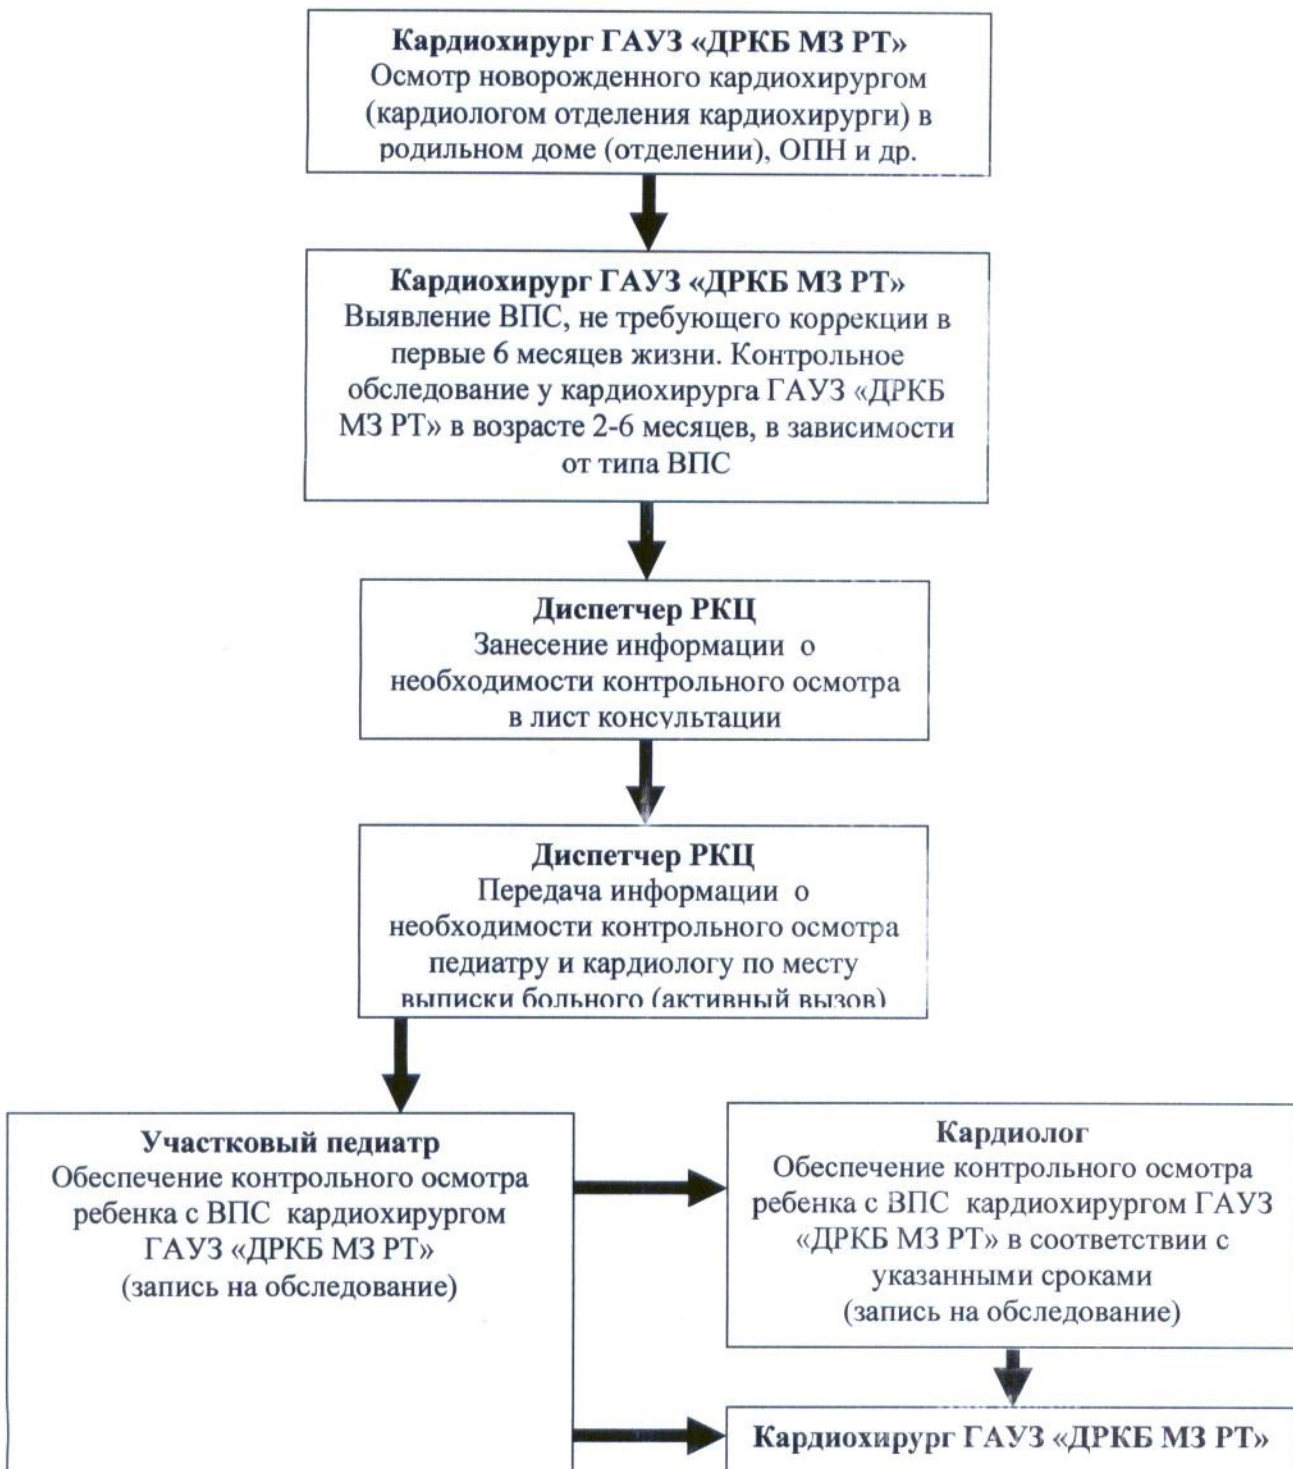 Кардиохирург ГАУЗ «ДРКБ МЗ РТ»
Осмотр новорожденного кардиохирургом
(кардиологом отделения кардиохирурги) в
родильном доме (отделении), ОПН и др.
Кардиохирург ГАУЗ «ДРКБ МЗ РТ»
Выявление ВПС, не требующего коррекции в
первые 6 месяцев жизни. Контрольное
обследование у кардиохирурга ГАУЗ «ДРКБ
МЗ РТ» в возрасте 2-6 месяцев, в зависимости
от типа ВПС
Диспетчер РКЦ
Занесение информации о
необходимости контрольного осмотра
в лист консультации
Диспетчер РКЦ
Передача информации о
необходимости контрольного осмотра
педиатру и кардиологу по месту
выписки больного (активный вызов)
Участковый педиатр
Обеспечение контрольного осмотра
ребенка с ВПС кардиохирургом
ГАУЗ «ДРКБ МЗ РТ»
(запись на обследование)
Кардиолог
Обеспечение контрольного осмотра
ребенка с ВПС кардиохирургом ГАУЗ
«ДРКБ МЗ РТ» в соответствии с
указанными сроками
(запись на обследование)
Кардиохирург ГАУЗ «ДРКБ МЗ РТ»